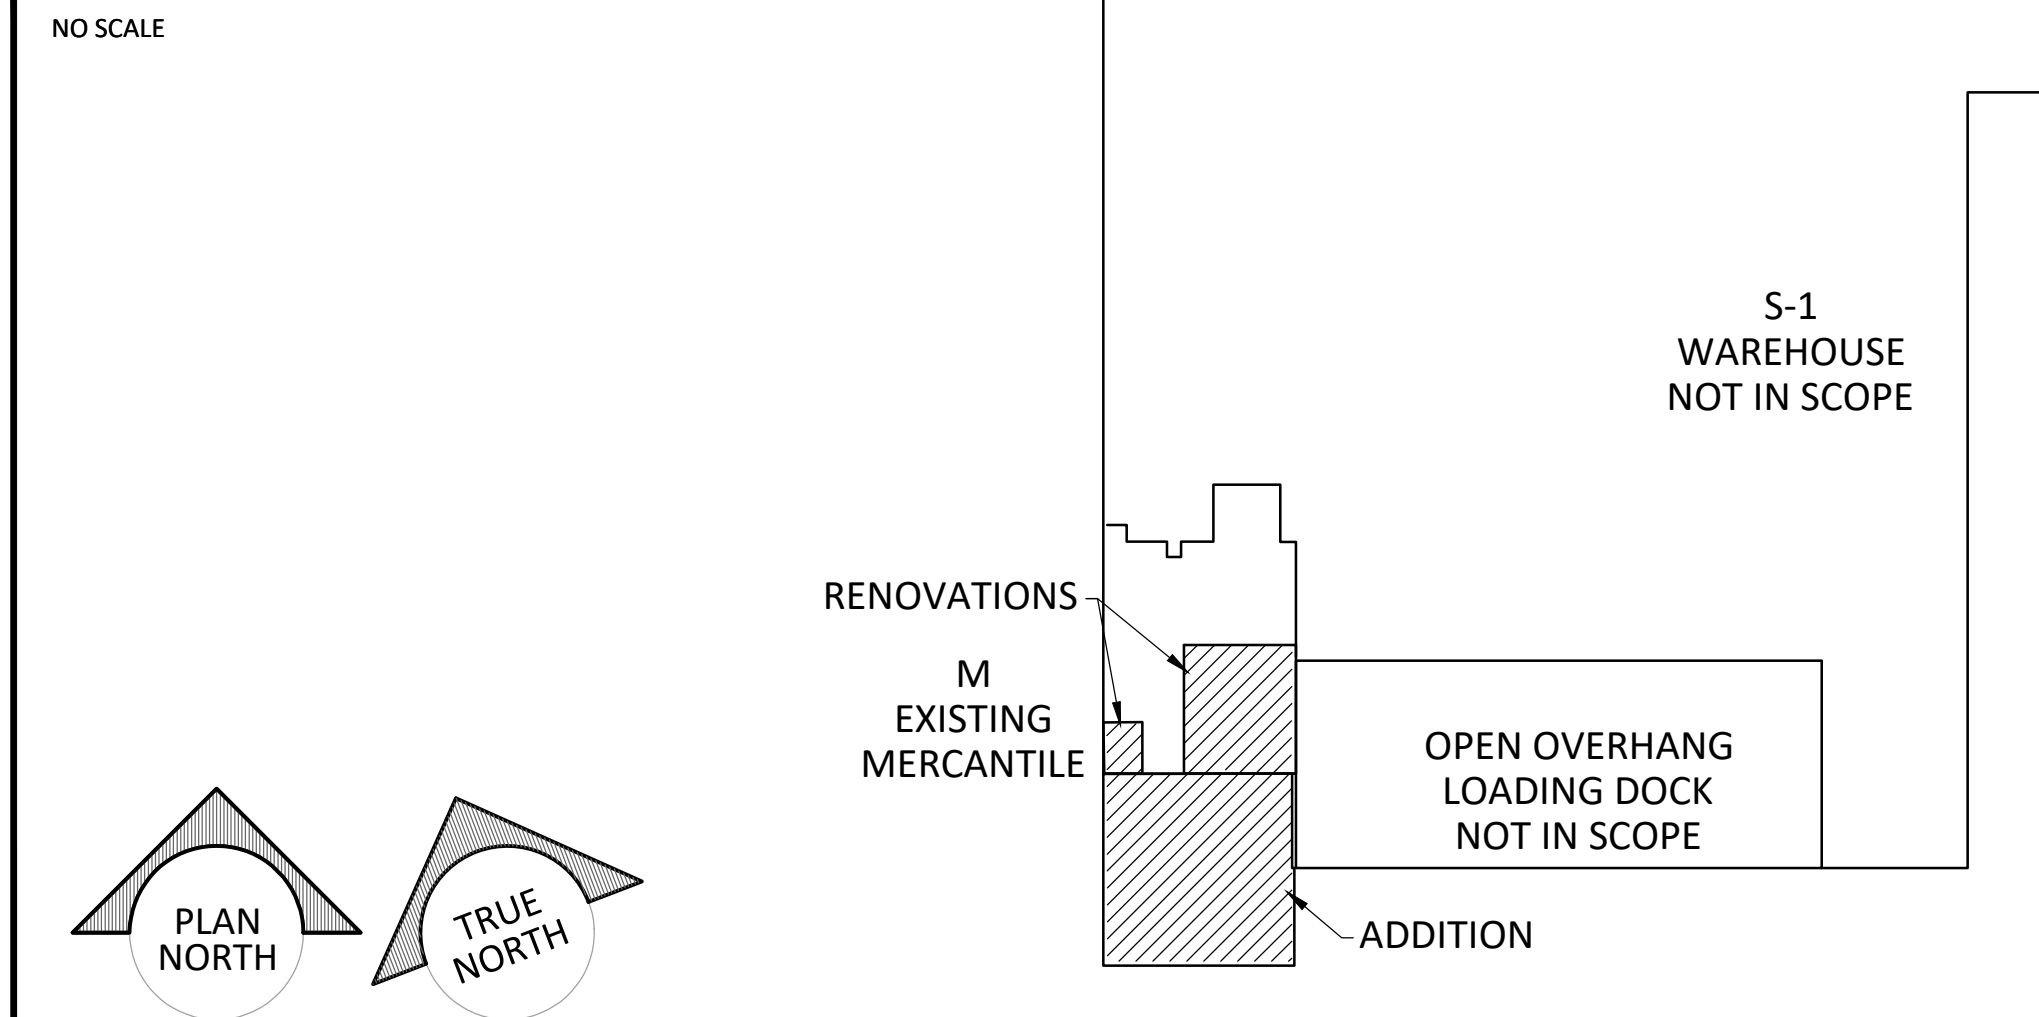 NO SCALE
S-1
WAREHOUSE
NOT IN SCOPE
RENOVATIONS
M
EXISTING
MERCANTILE
OPEN OVERHANG
LOADING DOCK
NOT IN SCOPE
ADDITION
PLAN
NORTH
TRUE
NORTH